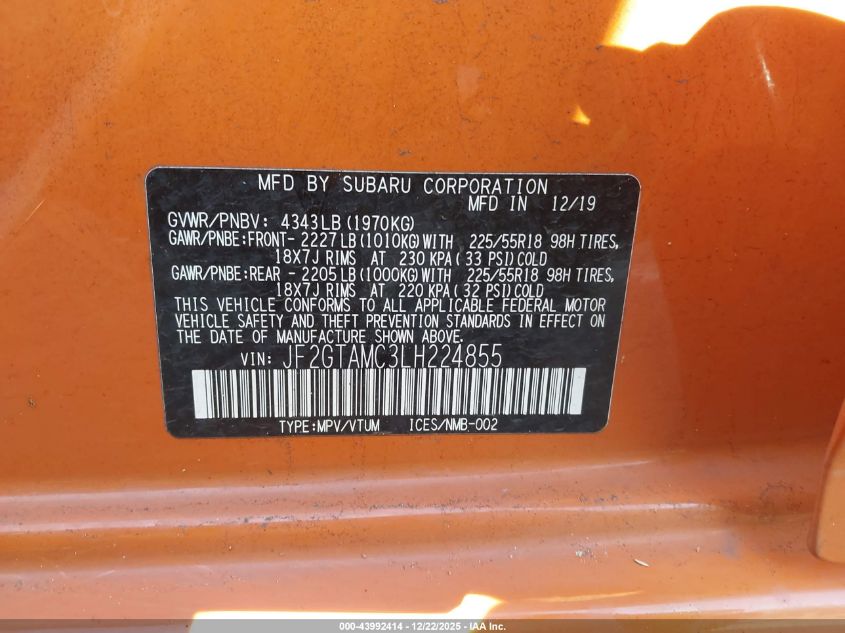 MFD BY SUBARU CORPORATION
MFD IN 12/19
GVWR/PNBV: 4343LB (1970KG)
GAWR/PNBE:FRONT- 2227LB (1010KG) WITH 225/55R18 98H TIRES,
18X7J RIMS AT 230 KPA (33 PSI) COLD
GAWR/PNBE:REAR - 2205LB (1000KG) WITH 225/55R18 98H TIRES,
18X7J RIMS AT 220 KPA (32 PSI) COLD
THIS VEHICLE CONFORMS TO ALL APPLICABLE FEDERAL MOTOR
VEHICLE SAFETY AND THEFT PREVENTION STANDARDS IN EFFECT ON
THE DATE OF MANUFACTURE SHOWN ABOVE.
VIN: JF2GTAMC3LH224855
TYPE:MPV/VTUM ICES/NMB-002
000-43992414 - 12/22/2025 - IAA Inc.